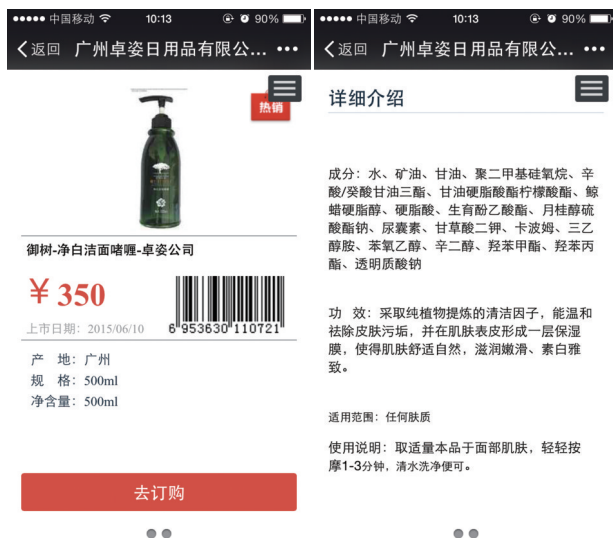 中国移动 10:13 90%
返回 广州卓姿日用品有限公... •••
热销
御树-净白洁面啫喱-卓姿公司
￥350
上市日期：2015/06/10
6 953630 110721
产 地：广州
规 格：500ml
净含量：500ml
去订购
中国移动 10:13 90%
返回 广州卓姿日用品有限公... •••
详细介绍
成分：水、矿油、甘油、聚二甲基硅氧烷、辛
酸/癸酸甘油三酯、甘油硬脂酸酯柠檬酸酯、鲸
蜡硬脂醇、硬脂酸、生育酚乙酸酯、月桂醇硫
酸酯钠、尿囊素、甘草酸二钾、卡波姆、三乙
醇胺、苯氧乙醇、辛二醇、羟苯甲酯、羟苯丙
酯、透明质酸钠
功 效：采取纯植物提炼的清洁因子，能温和
祛除皮肤污垢，并在肌肤表皮形成一层保湿
膜，使得肌肤舒适自然，滋润嫩滑、素白雅
致。
适用范围：任何肤质
使用说明：取适量本品于面部肌肤，轻轻按
摩1-3分钟，清水洗净便可。